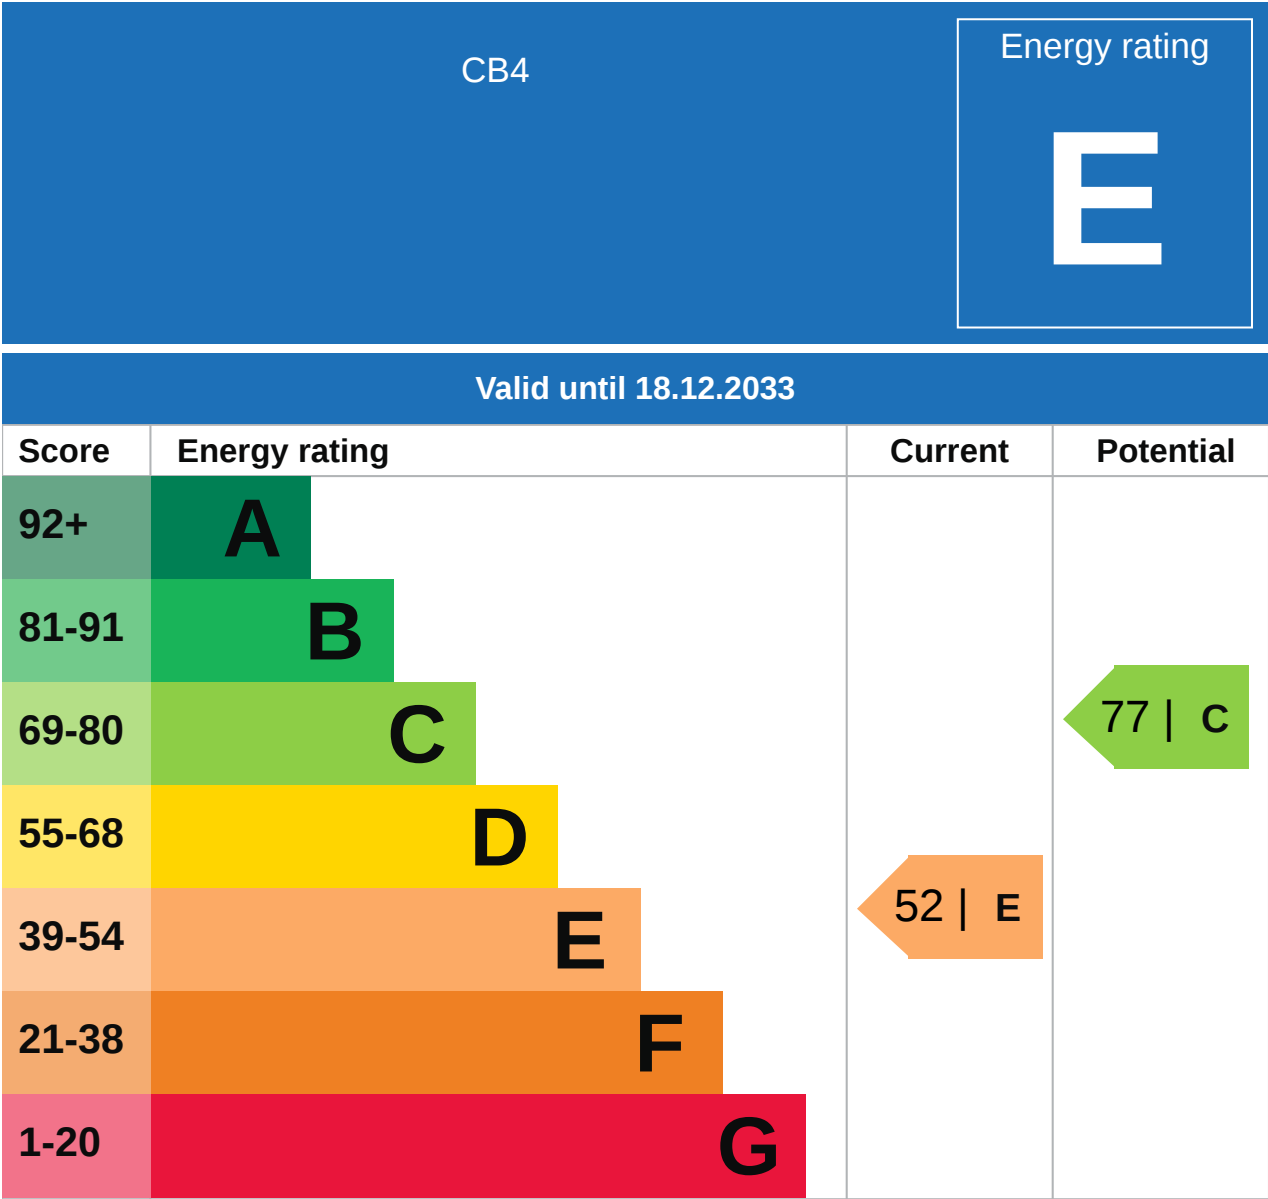 CB4
Energy rating
E
Valid until 18.12.2033
Score Energy rating Current Potential
92+ A
81-91 B
69-80 C
77 | C
55-68 D
39-54 E
52 | E
21-38 F
1-20 G